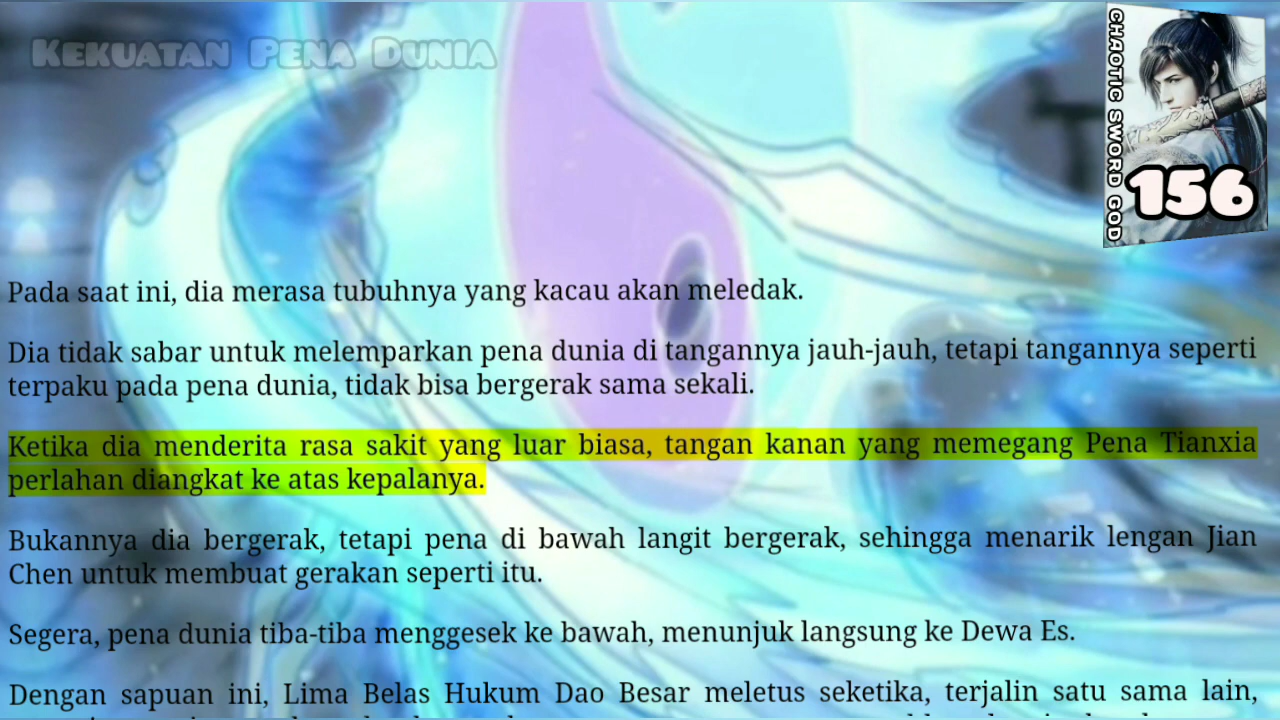 Kekuatan Pena Dunia
CHAOTIC SWORD GOD
156
Pada saat ini, dia merasa tubuhnya yang kacau akan meledak.
Dia tidak sabar untuk melemparkan pena dunia di tangannya jauh-jauh, tetapi tangannya seperti
terpaku pada pena dunia, tidak bisa bergerak sama sekali.
Ketika dia menderita rasa sakit yang luar biasa, tangan kanan yang memegang Pena Tianxia
perlahan diangkat ke atas kepalanya.
Bukannya dia bergerak, tetapi pena di bawah langit bergerak, sehingga menarik lengan Jian
Chen untuk membuat gerakan seperti itu.
Segera, pena dunia tiba-tiba menggesek ke bawah, menunjuk langsung ke Dewa Es.
Dengan sapuan ini, Lima Belas Hukum Dao Besar meletus seketika, terjalin satu sama lain,